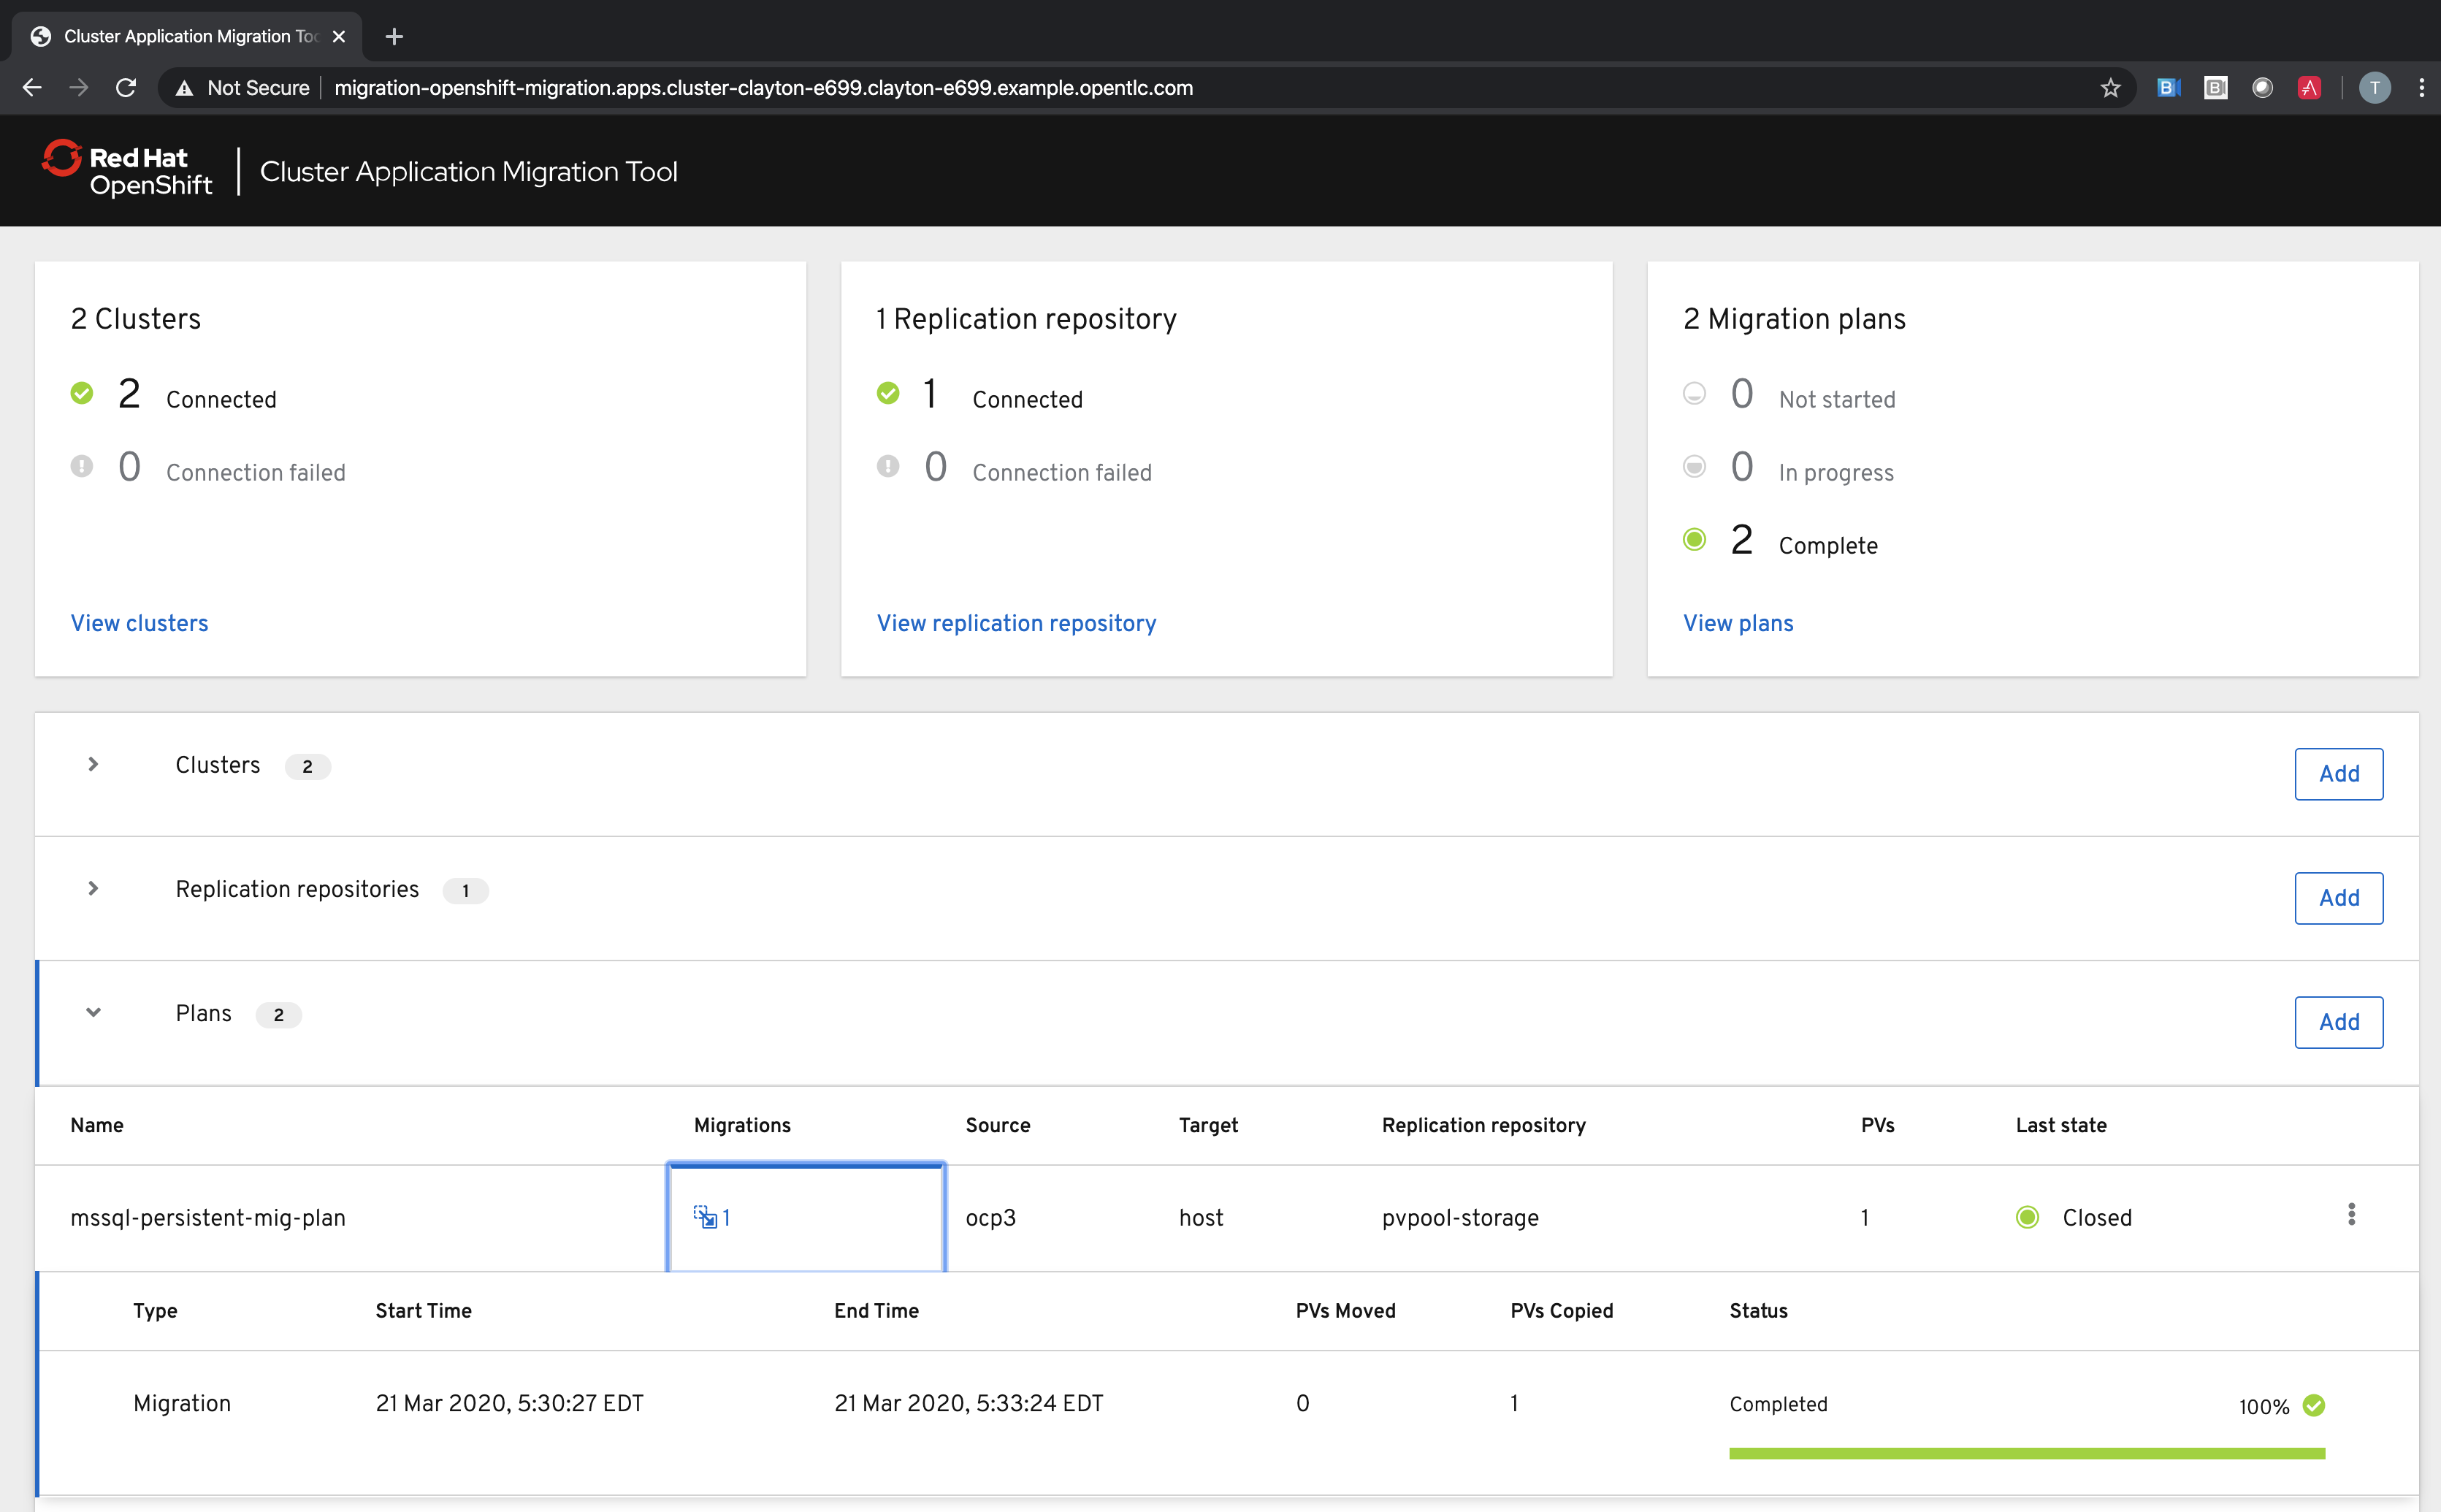 Cluster Application Migration Too
Not Secure migration-openshift-migration.apps.cluster-clayton-e699.clayton-e699.example.opentlc.com
B
B
T
Red Hat
OpenShift
Cluster Application Migration Tool
2 Clusters
2 Connected
0 Connection failed
View clusters
1 Replication repository
1 Connected
0 Connection failed
View replication repository
2 Migration plans
0 Not started
0 In progress
2 Complete
View plans
Clusters 2 Add
Replication repositories 1 Add
Plans 2 Add
Name Migrations Source Target Replication repository PVs Last state
mssql-persistent-mig-plan 1 ocp3 host pvpool-storage 1 Closed
Type Start Time End Time PVs Moved PVs Copied Status
Migration 21 Mar 2020, 5:30:27 EDT 21 Mar 2020, 5:33:24 EDT 0 1 Completed 100%